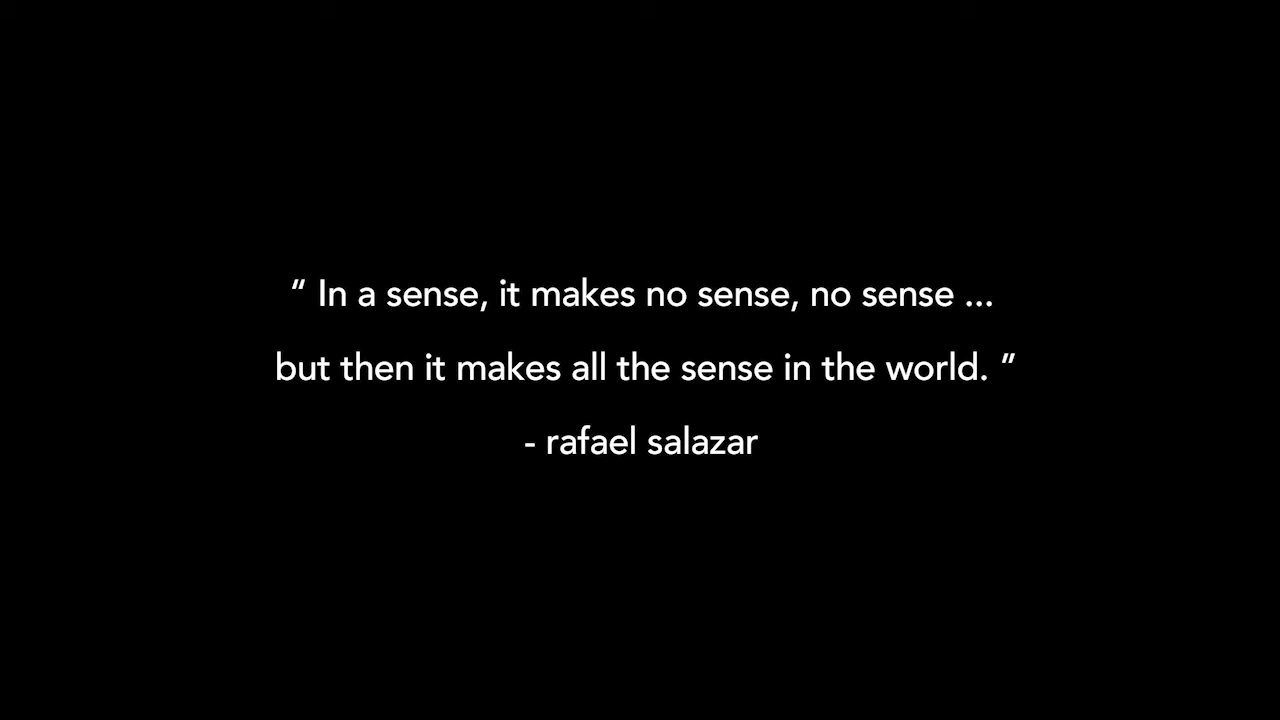 “ In a sense, it makes no sense, no sense ...
but then it makes all the sense in the world. ”
- rafael salazar